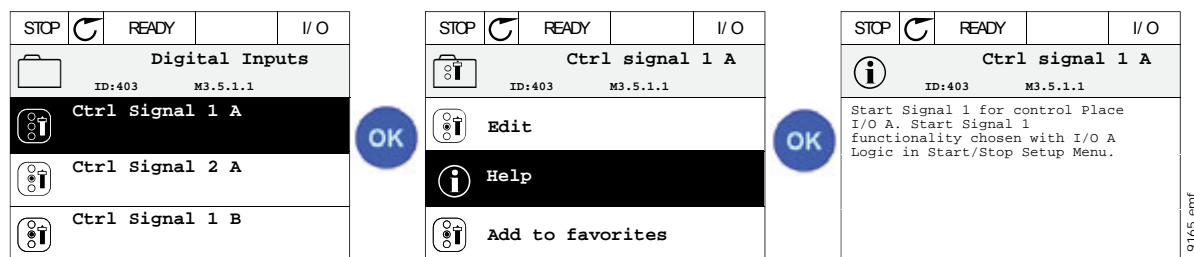 STOP READY I/O
Digital Inputs
ID:403 M3.5.1.1
Ctrl Signal 1 A
Ctrl Signal 2 A
Ctrl Signal 1 B
OK
STOP READY I/O
Ctrl signal 1 A
ID:403 M3.5.1.1
Edit
Help
Add to favorites
OK
STOP READY I/O
Ctrl signal 1 A
ID:403 M3.5.1.1
Start Signal 1 for control Place
I/O A. Start Signal 1
functionality chosen with I/O A
Logic in Start/Stop Setup Menu.
9165.emf